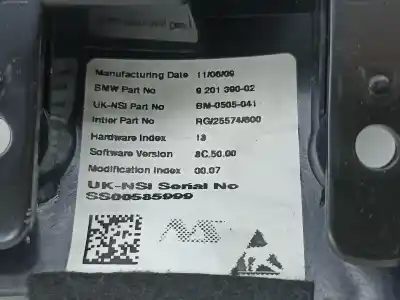 Manufacturing Date 11/06/09
BMW Part No 9 201 390-02
UK-NSI Part No BM-0505-041
Intier Part No RG/25574/600
Hardware Index 13
Software Version 8C.50.00
Modification Index 00.07
UK-NSI Serial No
SS00585999
NS